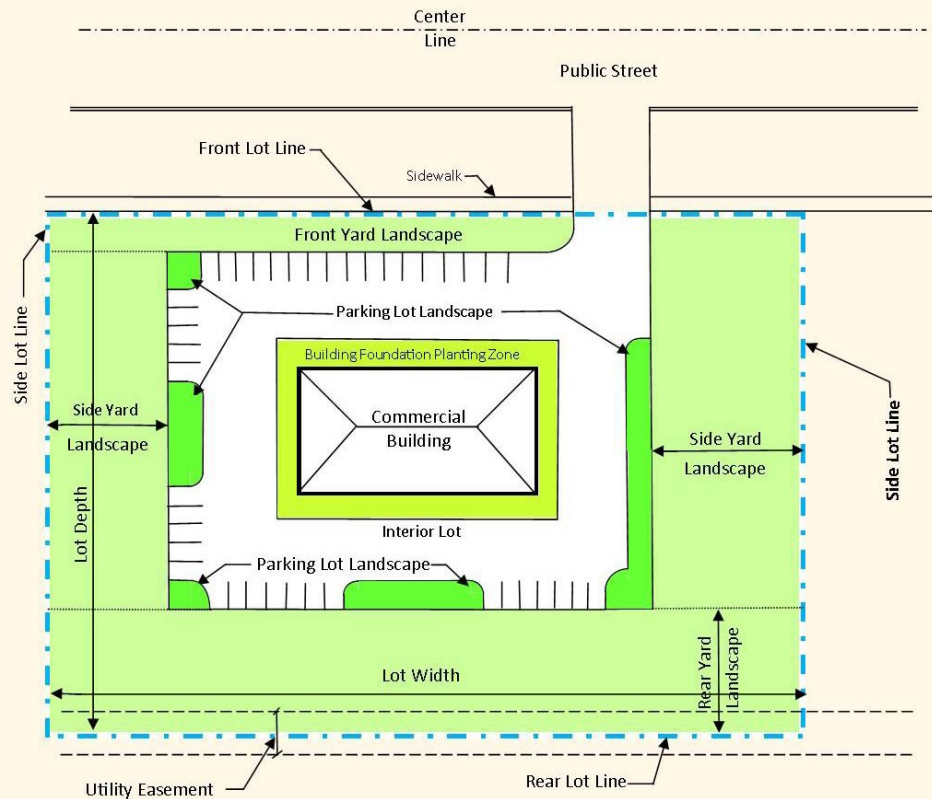 Center
Line
Public Street
Front Lot Line
Sidewalk
Front Yard Landscape
Side Lot Line
Parking Lot Landscape
Building Foundation Planting Zone
Commercial
Building
Side Yard
Landscape
Side Yard
Landscape
Side Lot Line
Lot Depth
Interior Lot
Parking Lot Landscape
Rear Yard
Landscape
Lot Width
Utility Easement
Rear Lot Line